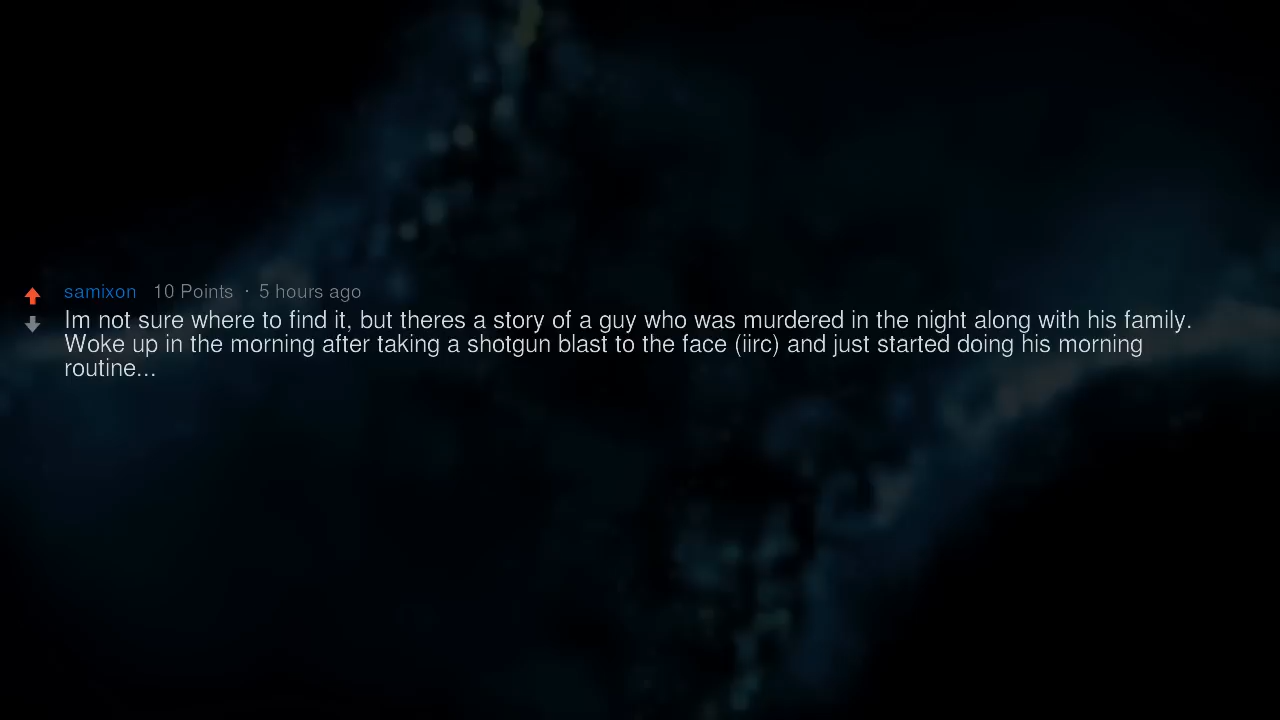 samixon 10 Points · 5 hours ago
Im not sure where to find it, but theres a story of a guy who was murdered in the night along with his family.
Woke up in the morning after taking a shotgun blast to the face (iirc) and just started doing his morning
routine...